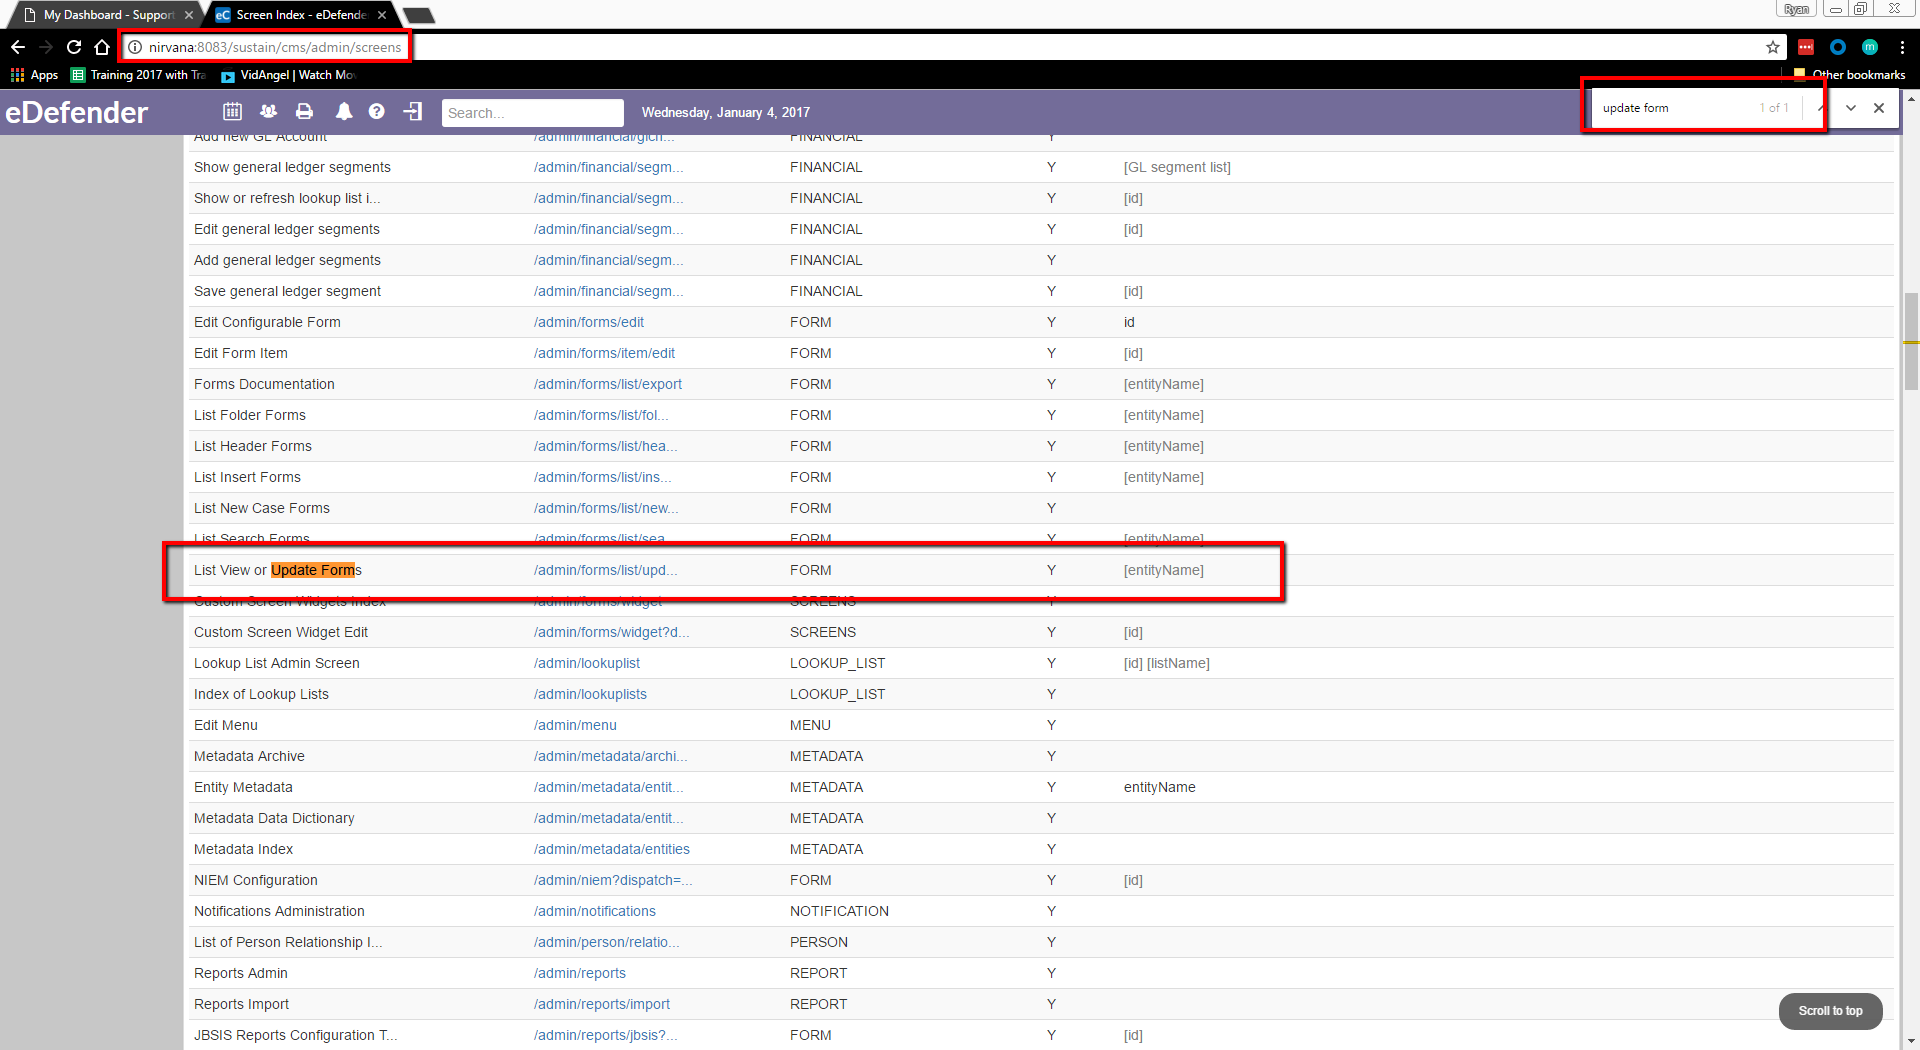 My Dashboard - Support
Screen Index - eDefende
Ryan
nirvana:8083/sustain/cms/admin/screens
Apps Training 2017 with Tra VidAngel | Watch Mov Other bookmarks
eDefender Search... Wednesday, January 4, 2017 update form 1 of 1
Add new GL Account /admin/financial/glch... FINANCIAL Y
Show general ledger segments /admin/financial/segm... FINANCIAL Y [GL segment list]
Show or refresh lookup list i... /admin/financial/segm... FINANCIAL Y [id]
Edit general ledger segments /admin/financial/segm... FINANCIAL Y [id]
Add general ledger segments /admin/financial/segm... FINANCIAL Y
Save general ledger segment /admin/financial/segm... FINANCIAL Y [id]
Edit Configurable Form /admin/forms/edit FORM Y id
Edit Form Item /admin/forms/item/edit FORM Y [id]
Forms Documentation /admin/forms/list/export FORM Y [entityName]
List Folder Forms /admin/forms/list/fol... FORM Y [entityName]
List Header Forms /admin/forms/list/hea... FORM Y [entityName]
List Insert Forms /admin/forms/list/ins... FORM Y [entityName]
List New Case Forms /admin/forms/list/new... FORM Y
List Search Forms /admin/forms/list/sea... FORM Y [entityName]
List View or Update Forms /admin/forms/list/upd... FORM Y [entityName]
Custom Screen Widgets Index /admin/forms/widget SCREENS Y
Custom Screen Widget Edit /admin/forms/widget?d... SCREENS Y [id]
Lookup List Admin Screen /admin/lookuplist LOOKUP_LIST Y [id] [listName]
Index of Lookup Lists /admin/lookuplists LOOKUP_LIST Y
Edit Menu /admin/menu MENU Y
Metadata Archive /admin/metadata/archi... METADATA Y
Entity Metadata /admin/metadata/entit... METADATA Y entityName
Metadata Data Dictionary /admin/metadata/entit... METADATA Y
Metadata Index /admin/metadata/entities METADATA Y
NIEM Configuration /admin/niem?dispatch=... FORM Y [id]
Notifications Administration /admin/notifications NOTIFICATION Y
List of Person Relationship I... /admin/person/relatio... PERSON Y
Reports Admin /admin/reports REPORT Y
Reports Import /admin/reports/import REPORT Y
Scroll to top
JBSIS Reports Configuration T... /admin/reports/jbsis?... FORM Y [id]